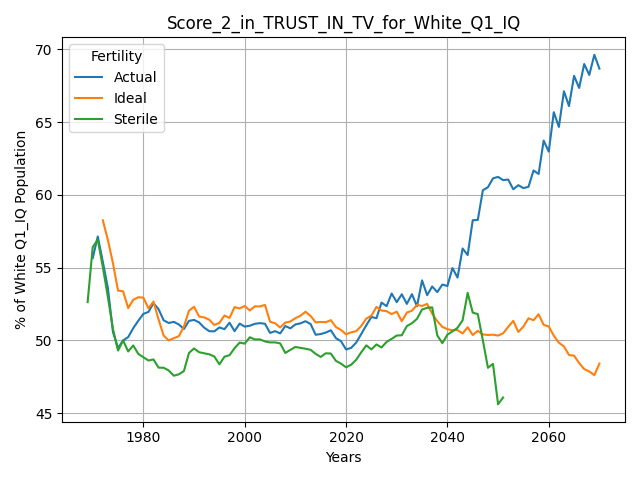 Score_2_in_TRUST_IN_TV_for_White_Q1_IQ
Fertility
Actual
Ideal
Sterile
% of White Q1_IQ Population
70
65
60
55
50
45
1980
2000
2020
2040
2060
Years